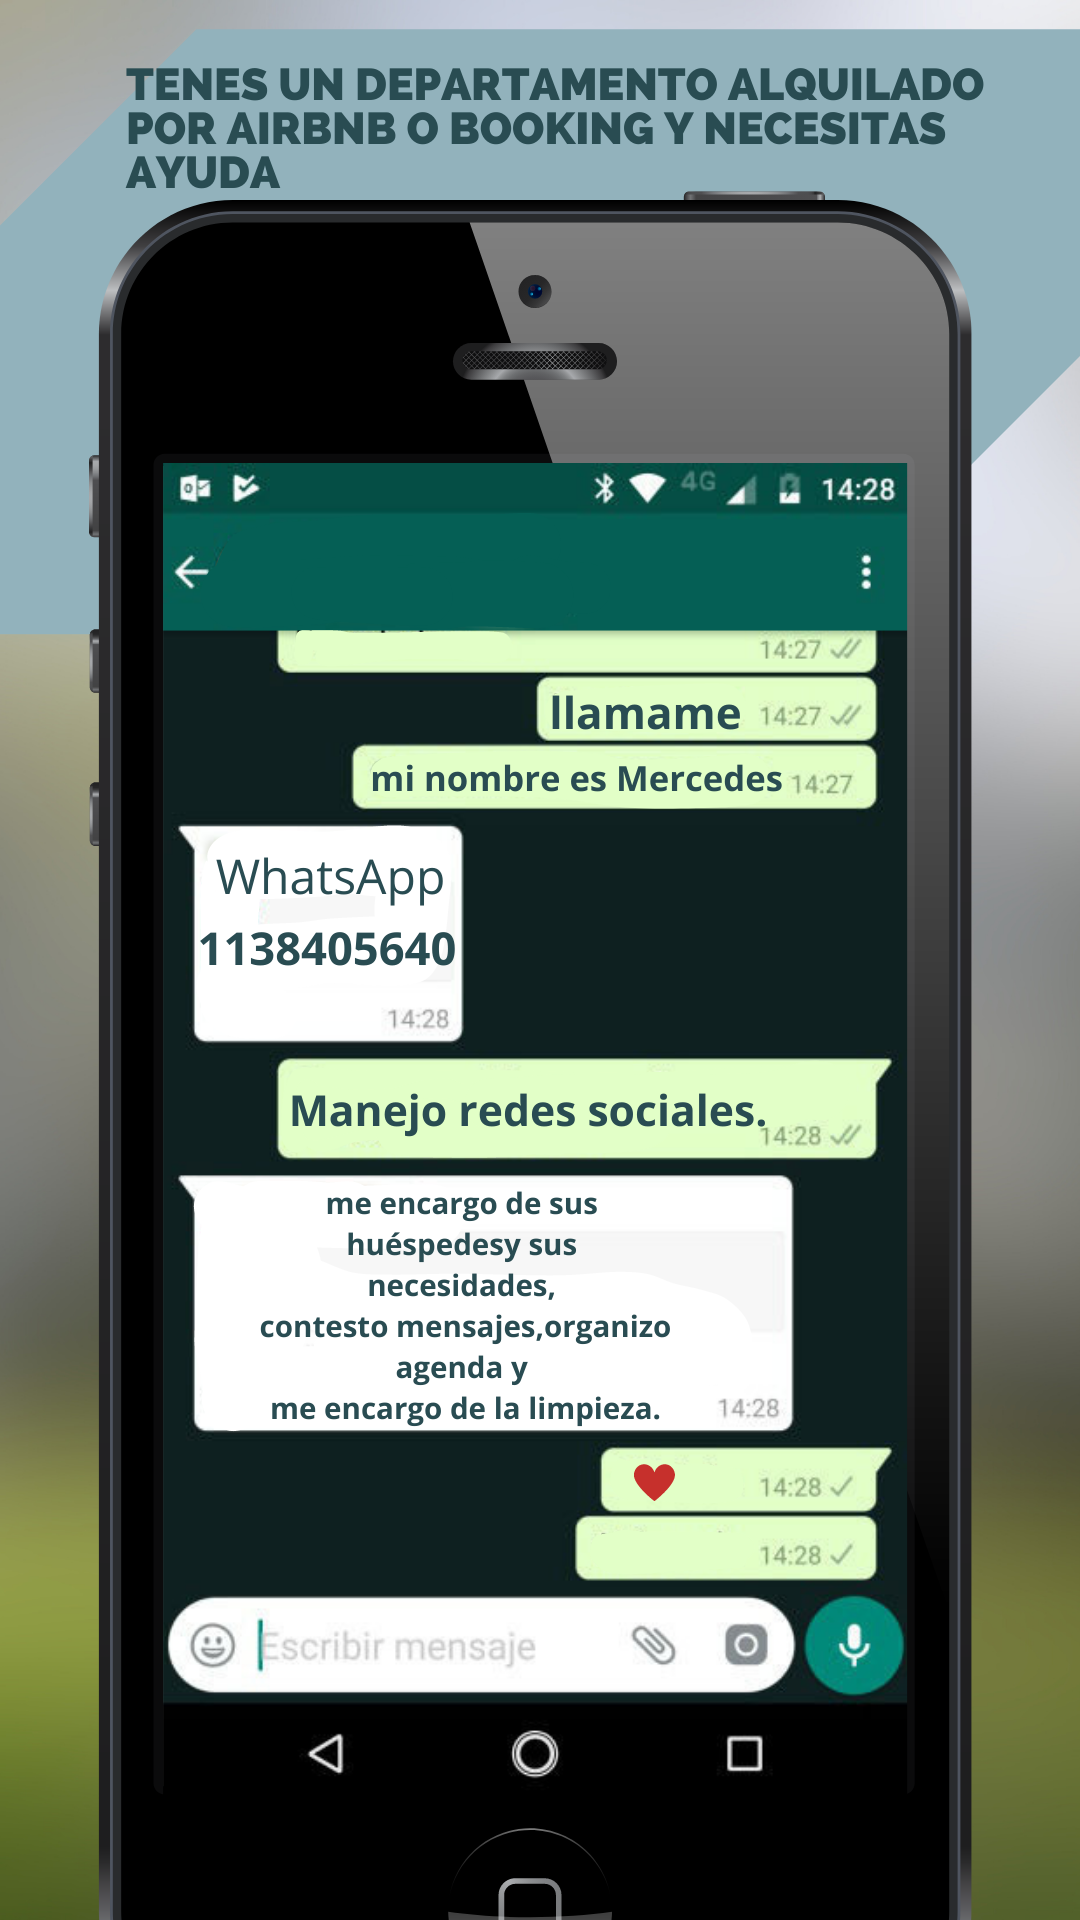 TENES UN DEPARTAMENTO ALQUILADO
POR AIRBNB O BOOKING Y NECESITAS
AYUDA
4G 14:28
14:27
llamame 14:27
mi nombre es Mercedes 14:27
WhatsApp
1138405640
14:28
Manejo redes sociales.
14:28
me encargo de sus
huéspedesy sus
necesidades,
contesto mensajes,organizo
agenda y
me encargo de la limpieza.
14:28
14:28
14:28
Escribir mensaje